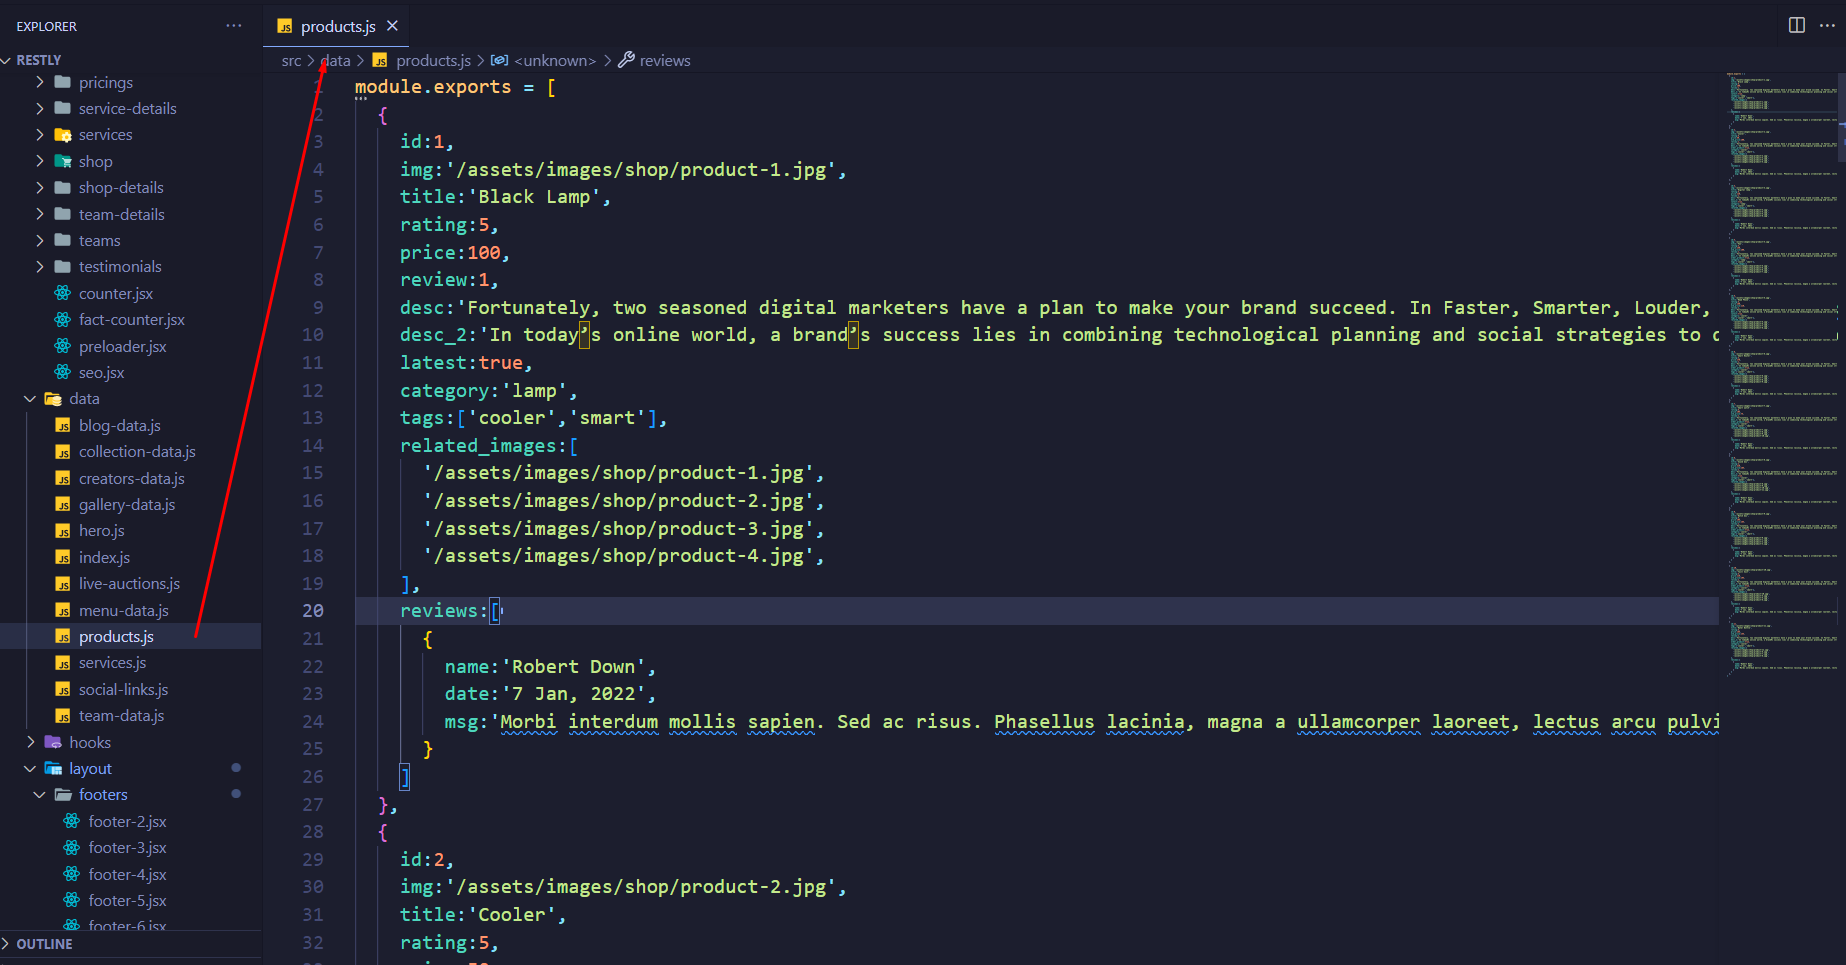 EXPLORER
RESTLY
pricings
service-details
services
shop
shop-details
team-details
teams
testimonials
counter.jsx
fact-counter.jsx
preloader.jsx
seo.jsx
data
blog-data.js
collection-data.js
creators-data.js
gallery-data.js
hero.js
index.js
live-auctions.js
menu-data.js
products.js
services.js
social-links.js
team-data.js
hooks
layout
footers
footer-2.jsx
footer-3.jsx
footer-4.jsx
footer-5.jsx
footer-6.jsx
OUTLINE
JS products.js
src > data > JS products.js > <unknown> > reviews
1 module.exports = [
2 {
3 id:1,
4 img:'/assets/images/shop/product-1.jpg',
5 title:'Black Lamp',
6 rating:5,
7 price:100,
8 review:1,
9 desc:'Fortunately, two seasoned digital marketers have a plan to make your brand succeed. In Faster, Smarter, Louder,
10 desc_2:'In today’s online world, a brand’s success lies in combining technological planning and social strategies to
11 latest:true,
12 category:'lamp',
13 tags:['cooler','smart'],
14 related_images:[
15 '/assets/images/shop/product-1.jpg',
16 '/assets/images/shop/product-2.jpg',
17 '/assets/images/shop/product-3.jpg',
18 '/assets/images/shop/product-4.jpg',
19 ],
20 reviews:[
21 {
22 name:'Robert Down',
23 date:'7 Jan, 2022',
24 msg:'Morbi interdum mollis sapien. Sed ac risus. Phasellus lacinia, magna a ullamcorper laoreet, lectus arcu pulvi
25 }
26 ]
27 },
28 {
29 id:2,
30 img:'/assets/images/shop/product-2.jpg',
31 title:'Cooler',
32 rating:5,